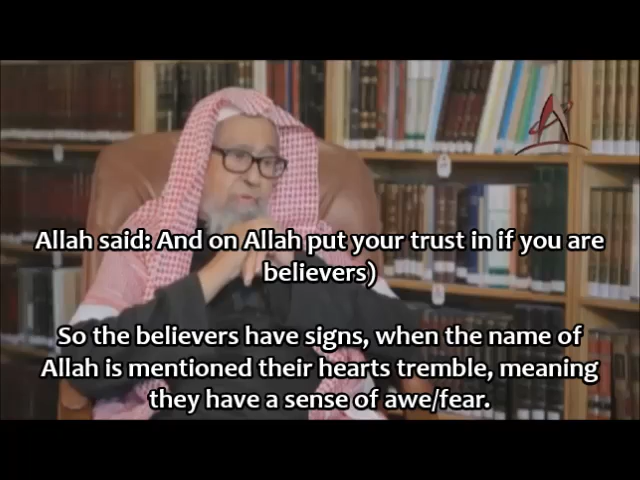 Allah said: And on Allah put your trust in if you are
believers)
So the believers have signs, when the name of
Allah is mentioned their hearts tremble, meaning
they have a sense of awe/fear.